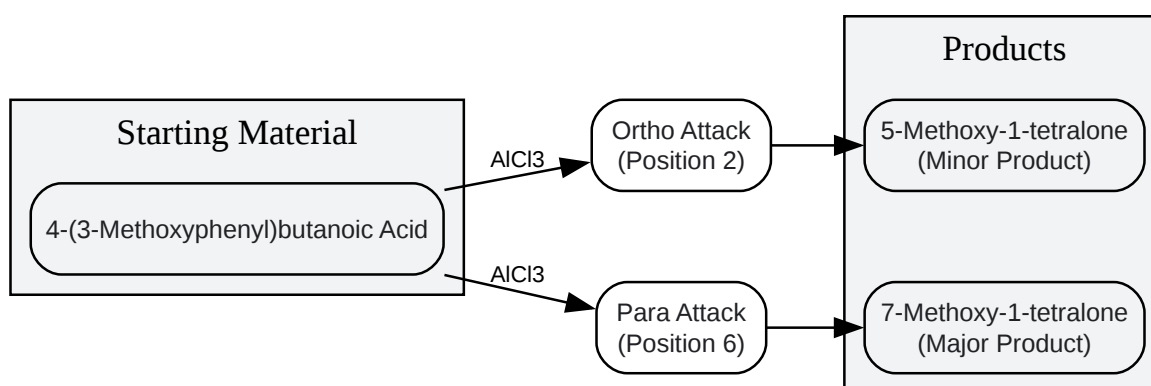 Starting Material
4-(3-Methoxyphenyl)butanoic Acid
AlCl3
AlCl3
Ortho Attack
(Position 2)
Para Attack
(Position 6)
Products
5-Methoxy-1-tetralone
(Minor Product)
7-Methoxy-1-tetralone
(Major Product)